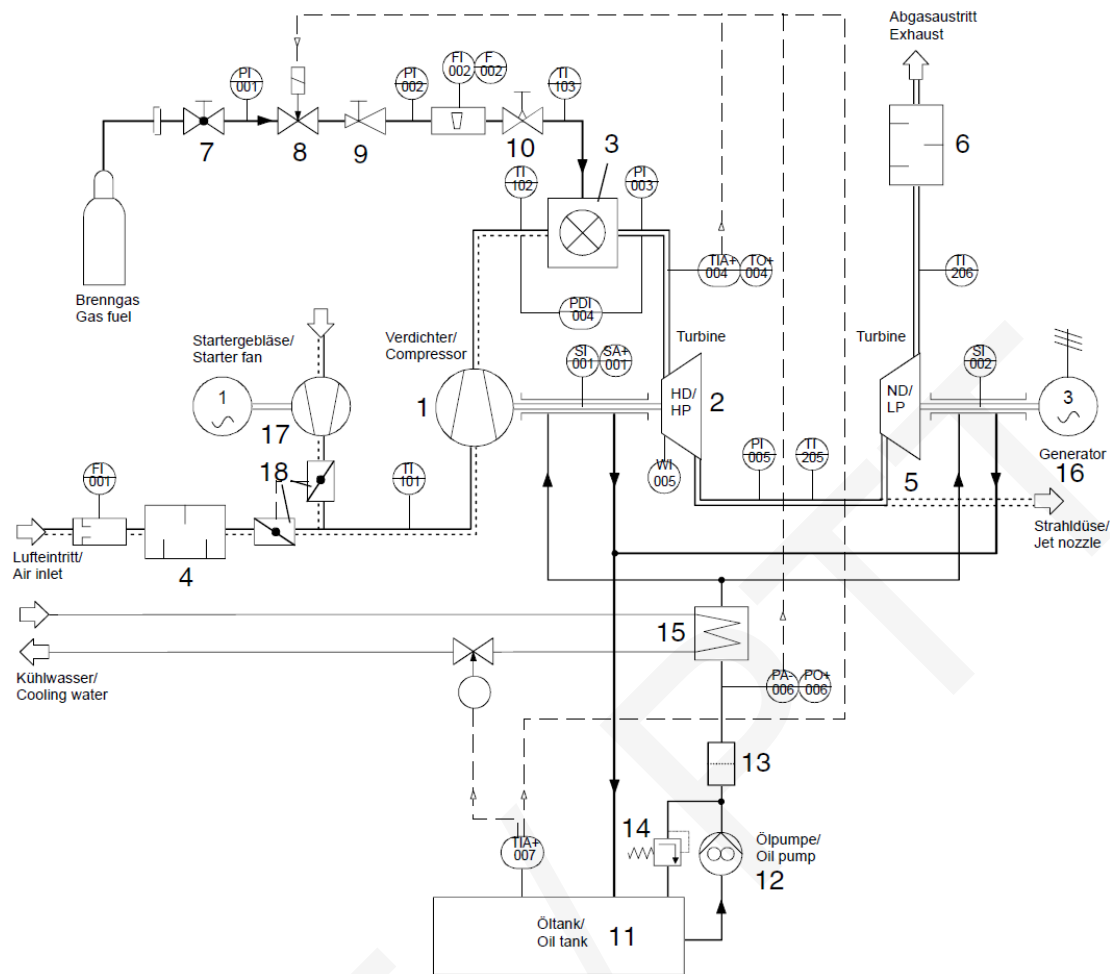 Abgasaustritt
Exhaust
PI
001
PI
002
FI
002
F
002
TI
103
7
8
9
10
3
6
TI
102
PI
003
TIA+
004
TO+
004
TI
206
Brenngas
Gas fuel
PDI
004
Startergebläse/
Starter fan
Verdichter/
Compressor
Turbine
Turbine
SI
001
SA+
001
SI
002
1
17
1
HD/
HP
2
ND/
LP
3
Generator
16
5
18
FI
001
TI
101
WI
005
PI
005
TI
205
Lufteintritt/
Air inlet
4
Strahldüse/
Jet nozzle
15
Kühlwasser/
Cooling water
PA-
006
PO+
006
13
14
Ölpumpe/
Oil pump
12
TIA+
007
Öltank/
Oil tank
11